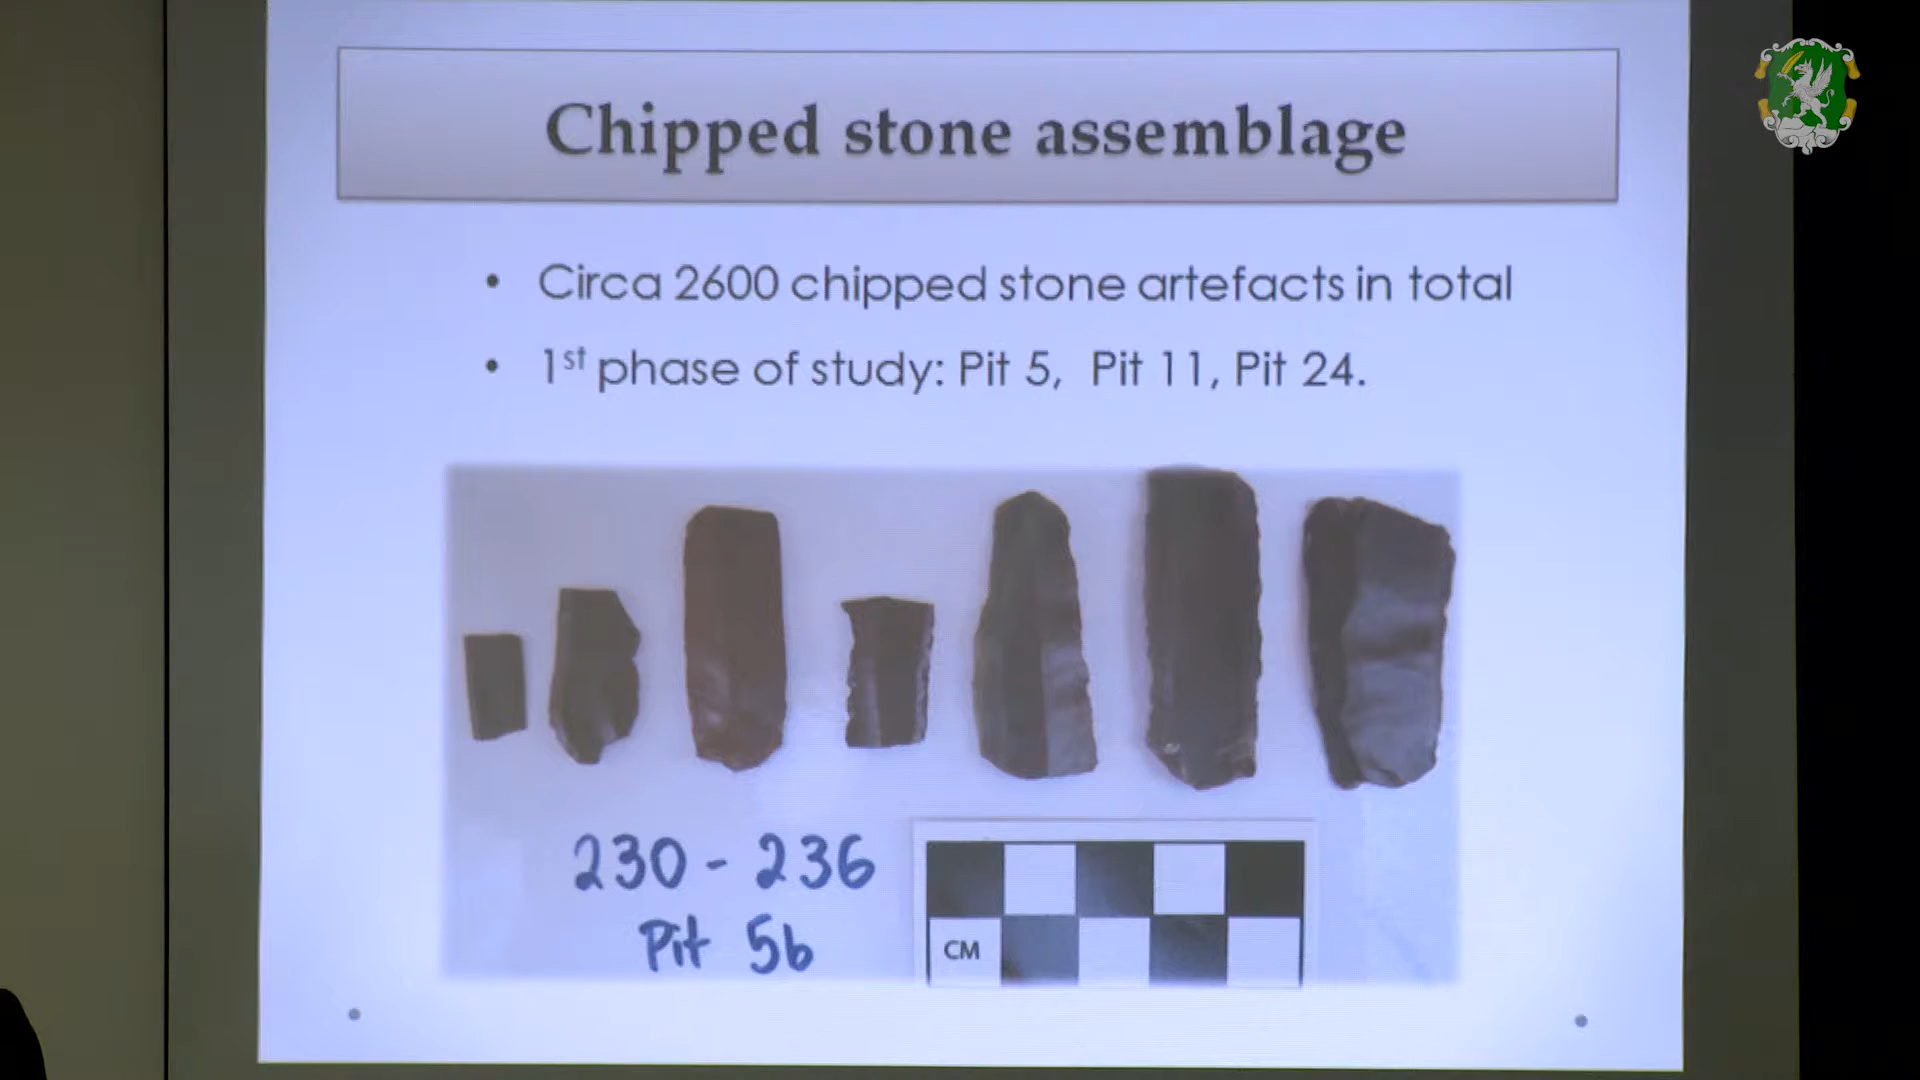 Chipped stone assemblage
• Circa 2600 chipped stone artefacts in total
• 1st phase of study: Pit 5, Pit 11, Pit 24.
230 - 236
Pit 5b
CM